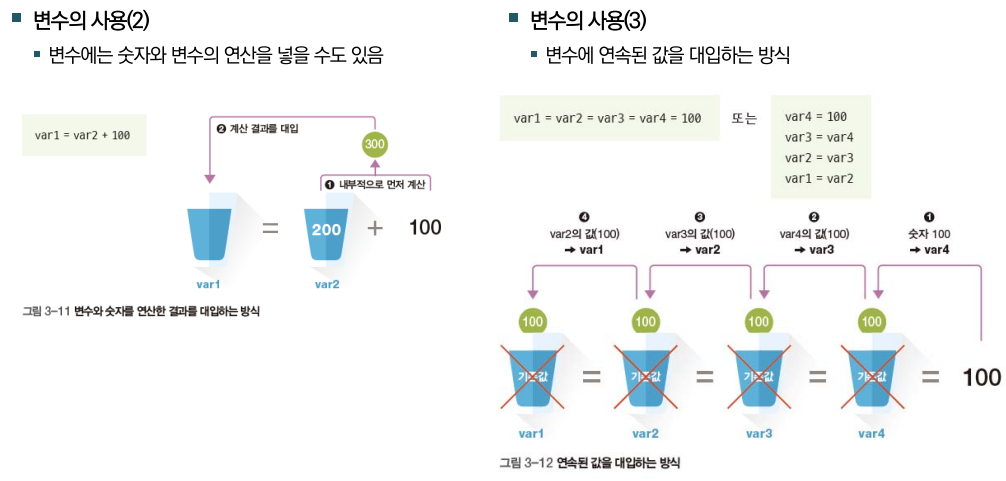 변수의 사용(2)
변수에는 숫자와 변수의 연산을 넣을 수도 있음
var1 = var2 + 100
❷ 계산 결과를 대입
300
❶ 내부적으로 먼저 계산
= 200 + 100
var1 var2
그림 3-11 변수와 숫자를 연산한 결과를 대입하는 방식
변수의 사용(3)
변수에 연속된 값을 대입하는 방식
var1 = var2 = var3 = var4 = 100 또는
var4 = 100
var3 = var4
var2 = var3
var1 = var2
❹ ❸ ❷ ❶
var2의 값(100) var3의 값(100) var4의 값(100) 숫자 100
➡ var1 ➡ var2 ➡ var3 ➡ var4
100 100 100 100
= = = = 100
var1 var2 var3 var4
그림 3-12 연속된 값을 대입하는 방식